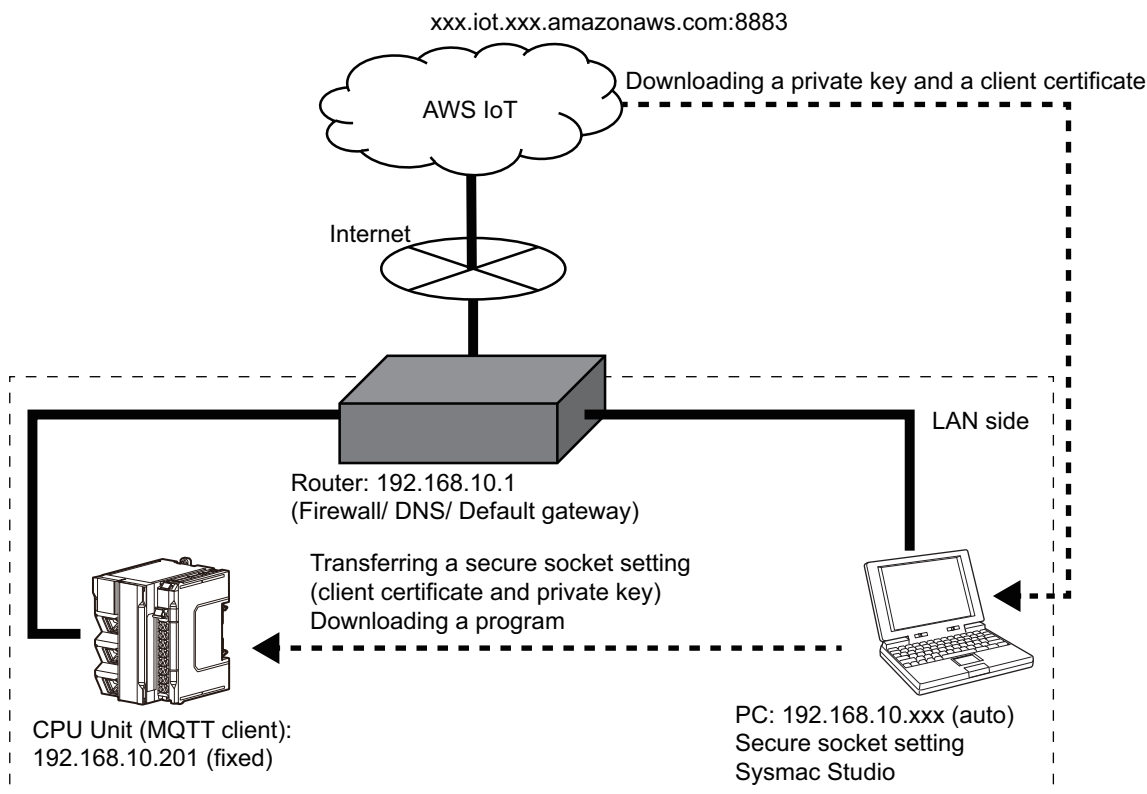 xxx.iot.xxx.amazonaws.com:8883
Downloading a private key and a client certificate
AWS IoT
Internet
LAN side
Router: 192.168.10.1
(Firewall/ DNS/ Default gateway)
Transferring a secure socket setting
(client certificate and private key)
Downloading a program
CPU Unit (MQTT client):
192.168.10.201 (fixed)
PC: 192.168.10.xxx (auto)
Secure socket setting
Sysmac Studio